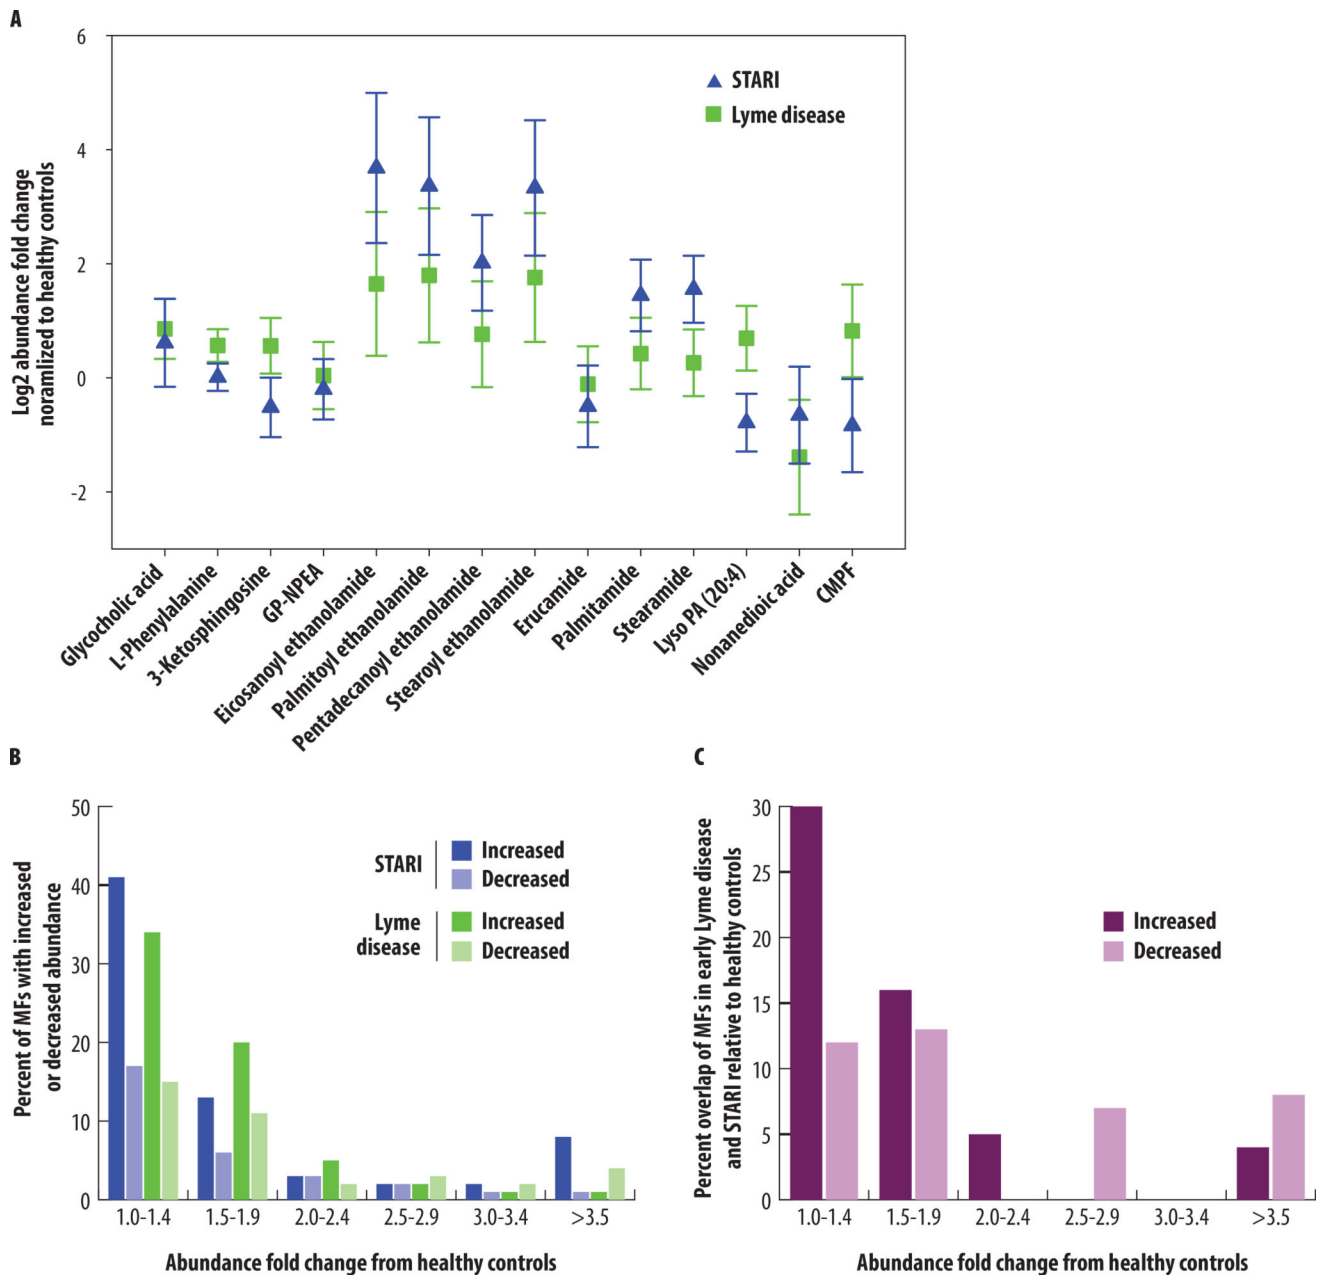 A
6
4
2
0
-2
Log2 abundance fold change
noralized to healthy controls
STARI
Lyme disease
Glycocholic acid
L-Phenylalanine
3-Ketosphingosine
GP-NPEA
Eicosanoyl ethanolamide
Palmitoyl ethanolamide
Pentadecanoyl ethanolamide
Stearoyl ethanolamide
Erucamide
Palmitamide
Stearamide
Lyso PA (20:4)
Nonanedioic acid
CMPF
B
50
40
30
20
10
0
Percent of MFs with increased
or decreased abundance
STARI
Increased
Decreased
Lyme
disease
Increased
Decreased
1.0-1.4
1.5-1.9
2.0-2.4
2.5-2.9
3.0-3.4
>3.5
Abundance fold change from healthy controls
C
30
25
20
15
10
5
0
Percent overlap of MFs in early Lyme disease
and STARI relative to healthy controls
Increased
Decreased
1.0-1.4
1.5-1.9
2.0-2.4
2.5-2.9
3.0-3.4
>3.5
Abundance fold change from healthy controls